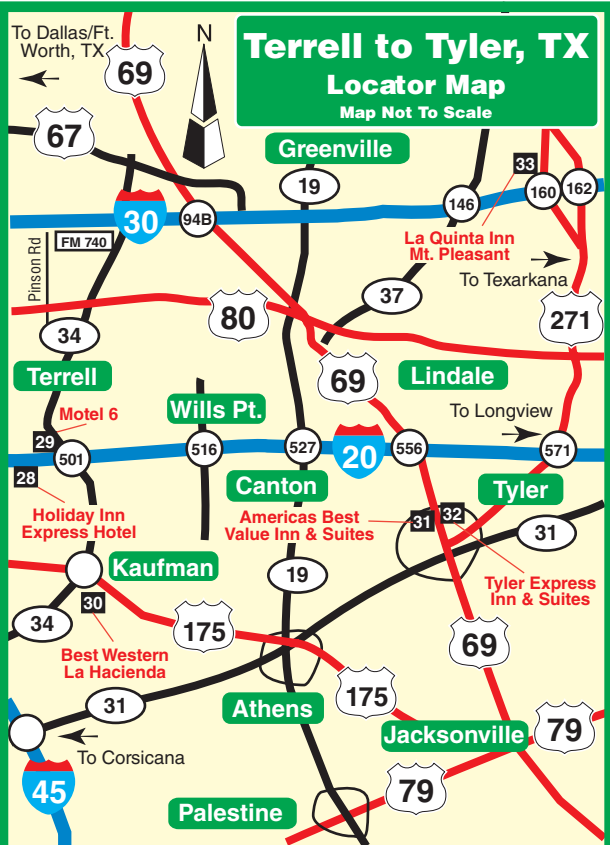 To Dallas/Ft.
Worth, TX
N
Terrell to Tyler, TX
Locator Map
Map Not To Scale
69
67
Greenville
33
19
160
162
146
30
94B
La Quinta Inn
Mt. Pleasant
FM 740
Pinson Rd
To Texarkana
37
80
271
34
Terrell
69
Lindale
Wills Pt.
Motel 6
To Longview
29
501
516
527
20
556
571
28
Canton
Tyler
Holiday Inn
Express Hotel
Americas Best
Value Inn & Suites
31
32
31
Kaufman
19
Tyler Express
Inn & Suites
30
34
175
69
Best Western
La Hacienda
175
31
Athens
79
Jacksonville
To Corsicana
45
79
Palestine